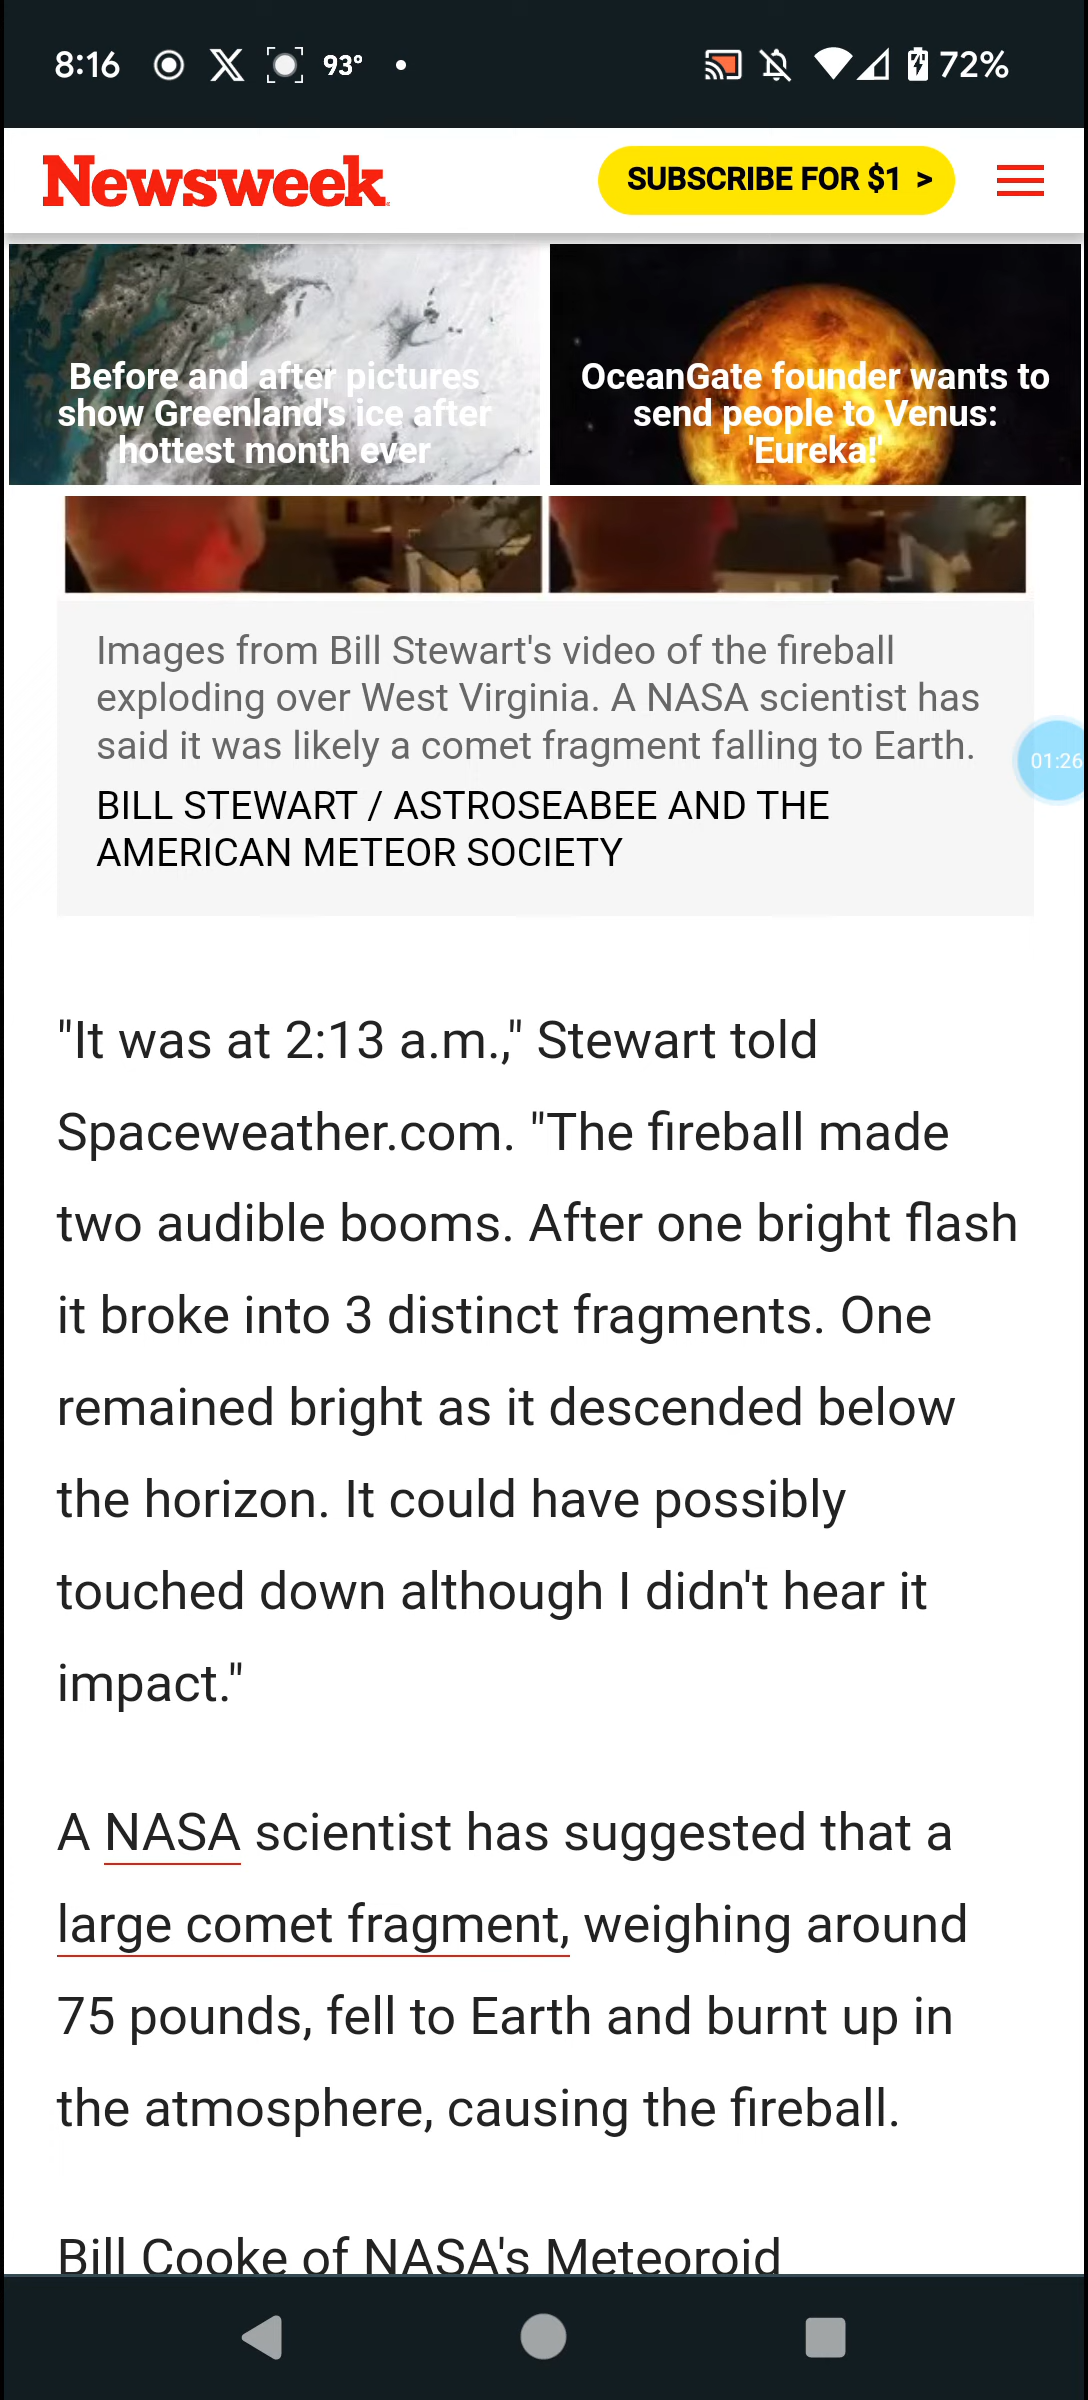 8:16 93° 72%
Newsweek
SUBSCRIBE FOR $1 >
Before and after pictures
show Greenland's ice after
hottest month ever
OceanGate founder wants to
send people to Venus:
'Eureka!'
Images from Bill Stewart's video of the fireball
exploding over West Virginia. A NASA scientist has
said it was likely a comet fragment falling to Earth.
01:26
BILL STEWART / ASTROSEABEE AND THE
AMERICAN METEOR SOCIETY
"It was at 2:13 a.m.," Stewart told
Spaceweather.com. "The fireball made
two audible booms. After one bright flash
it broke into 3 distinct fragments. One
remained bright as it descended below
the horizon. It could have possibly
touched down although I didn't hear it
impact."
A NASA scientist has suggested that a
large comet fragment, weighing around
75 pounds, fell to Earth and burnt up in
the atmosphere, causing the fireball.
Bill Cooke of NASA's Meteoroid